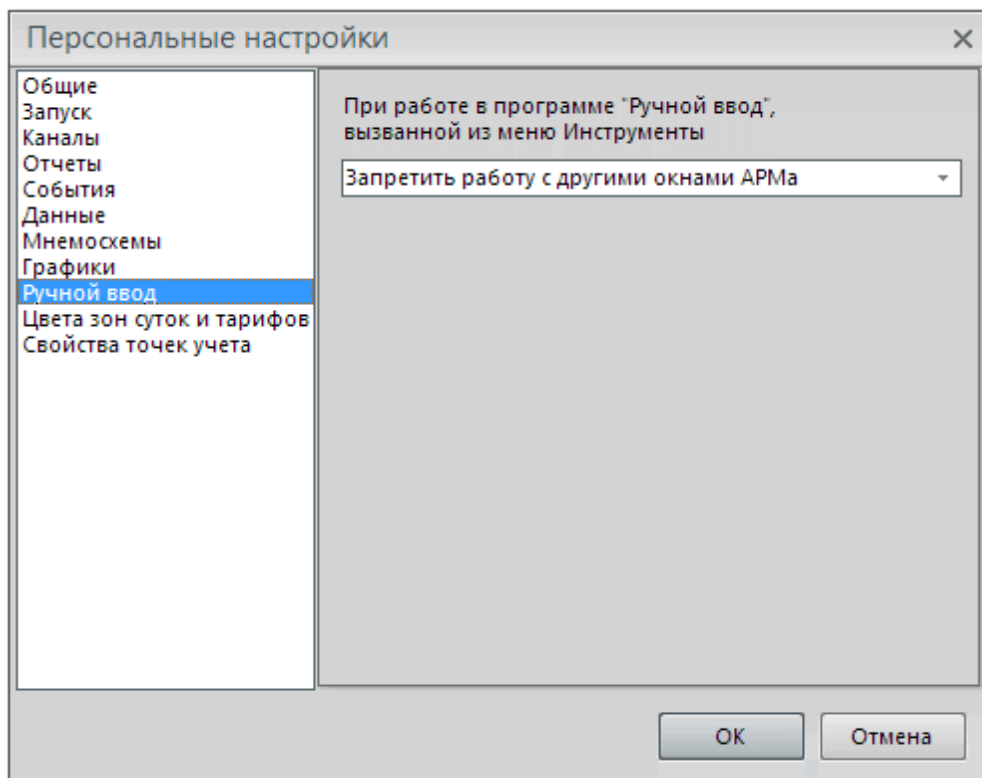 Персональные настройки
Общие
Запуск
Каналы
Отчеты
События
Данные
Мнемосхемы
Графики
Ручной ввод
Цвета зон суток и тарифов
Свойства точек учета
При работе в программе "Ручной ввод",
вызванной из меню Инструменты
Запретить работу с другими окнами АРМа
ОК
Отмена